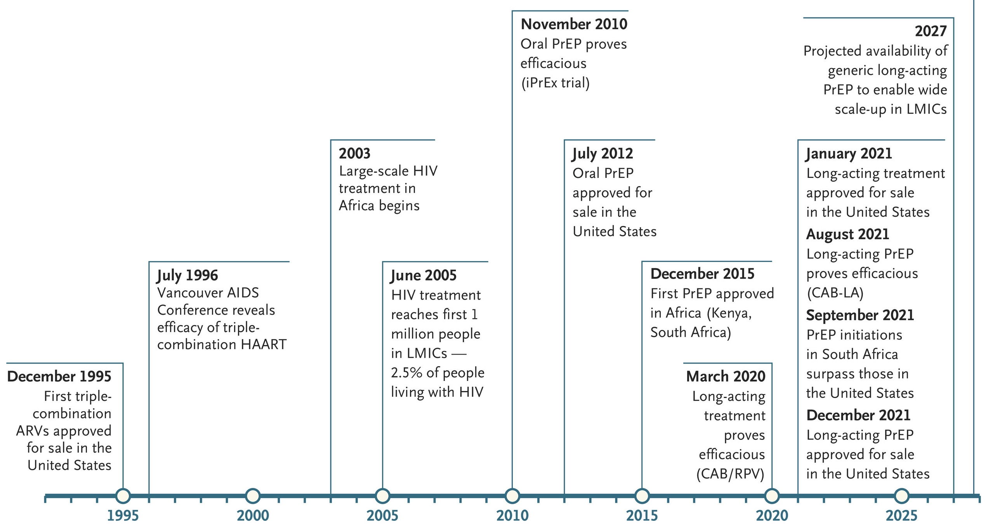 November 2010
Oral PrEP proves
efficacious
(iPrEx trial)
2027
Projected availability of
generic long-acting
PrEP to enable wide
scale-up in LMICs
2003
Large-scale HIV
treatment in
Africa begins
July 2012
Oral PrEP
approved for
sale in the
United States
January 2021
Long-acting treatment
approved for sale
in the United States
August 2021
Long-acting PrEP
proves efficacious
(CAB-LA)
September 2021
PrEP initiations
in South Africa
surpass those in
the United States
December 2021
Long-acting PrEP
approved for sale
in the United States
July 1996
Vancouver AIDS
Conference reveals
efficacy of triple-
combination HAART
June 2005
HIV treatment
reaches first 1
million people
in LMICs —
2.5% of people
living with HIV
December 2015
First PrEP approved
in Africa (Kenya,
South Africa)
December 1995
First triple-
combination
ARVs approved
for sale in the
United States
March 2020
Long-acting
treatment
proves
efficacious
(CAB/RPV)
1995
2000
2005
2010
2015
2020
2025